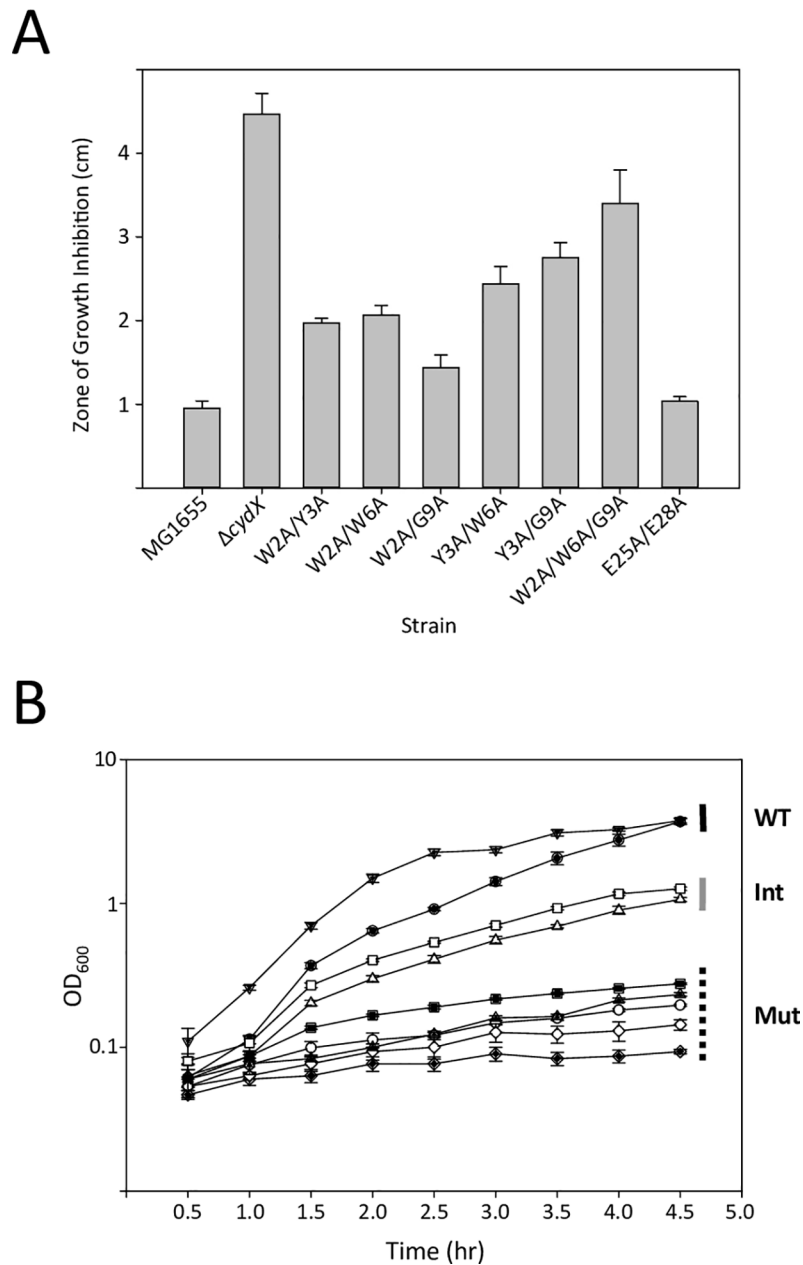 A
Zone of Growth Inhibition (cm)
4
3
2
1
MG1655
ΔcydX
W2A/Y3A
W2A/W6A
W2A/G9A
Y3A/W6A
Y3A/G9A
W2A/W6A/G9A
E25A/E28A
Strain
B
OD600
10
1
0.1
WT
Int
Mut
0.5 1.0 1.5 2.0 2.5 3.0 3.5 4.0 4.5 5.0
Time (hr)